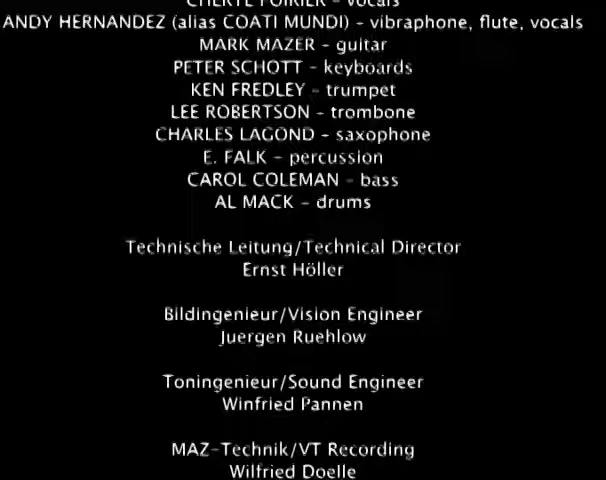 CHERYL POIRIER - vocals
ANDY HERNANDEZ (alias COATI MUNDI) - vibraphone, flute, vocals
MARK MAZER - guitar
PETER SCHOTT - keyboards
KEN FREDLEY - trumpet
LEE ROBERTSON - trombone
CHARLES LAGOND - saxophone
E. FALK - percussion
CAROL COLEMAN - bass
AL MACK - drums
Technische Leitung/Technical Director
Ernst Höller
Bildingenieur/Vision Engineer
Juergen Ruehlow
Toningenieur/Sound Engineer
Winfried Pannen
MAZ-Technik/VT Recording
Wilfried Doelle